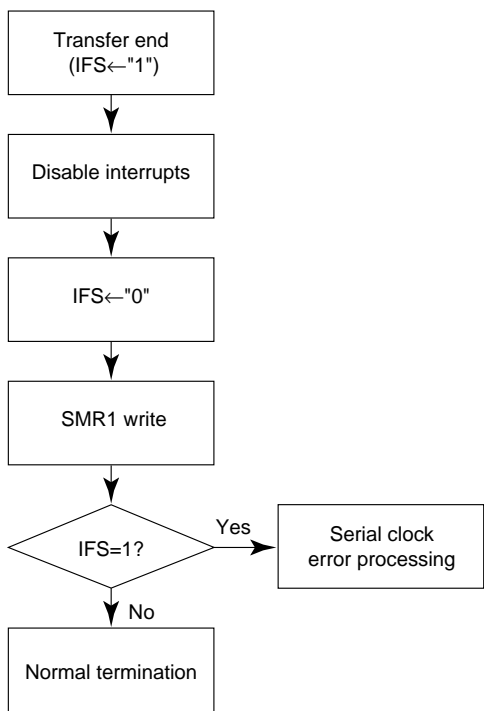 Transfer end
(IFS←"1")
Disable interrupts
IFS←"0"
SMR1 write
IFS=1?
Yes
Serial clock
error processing
No
Normal termination